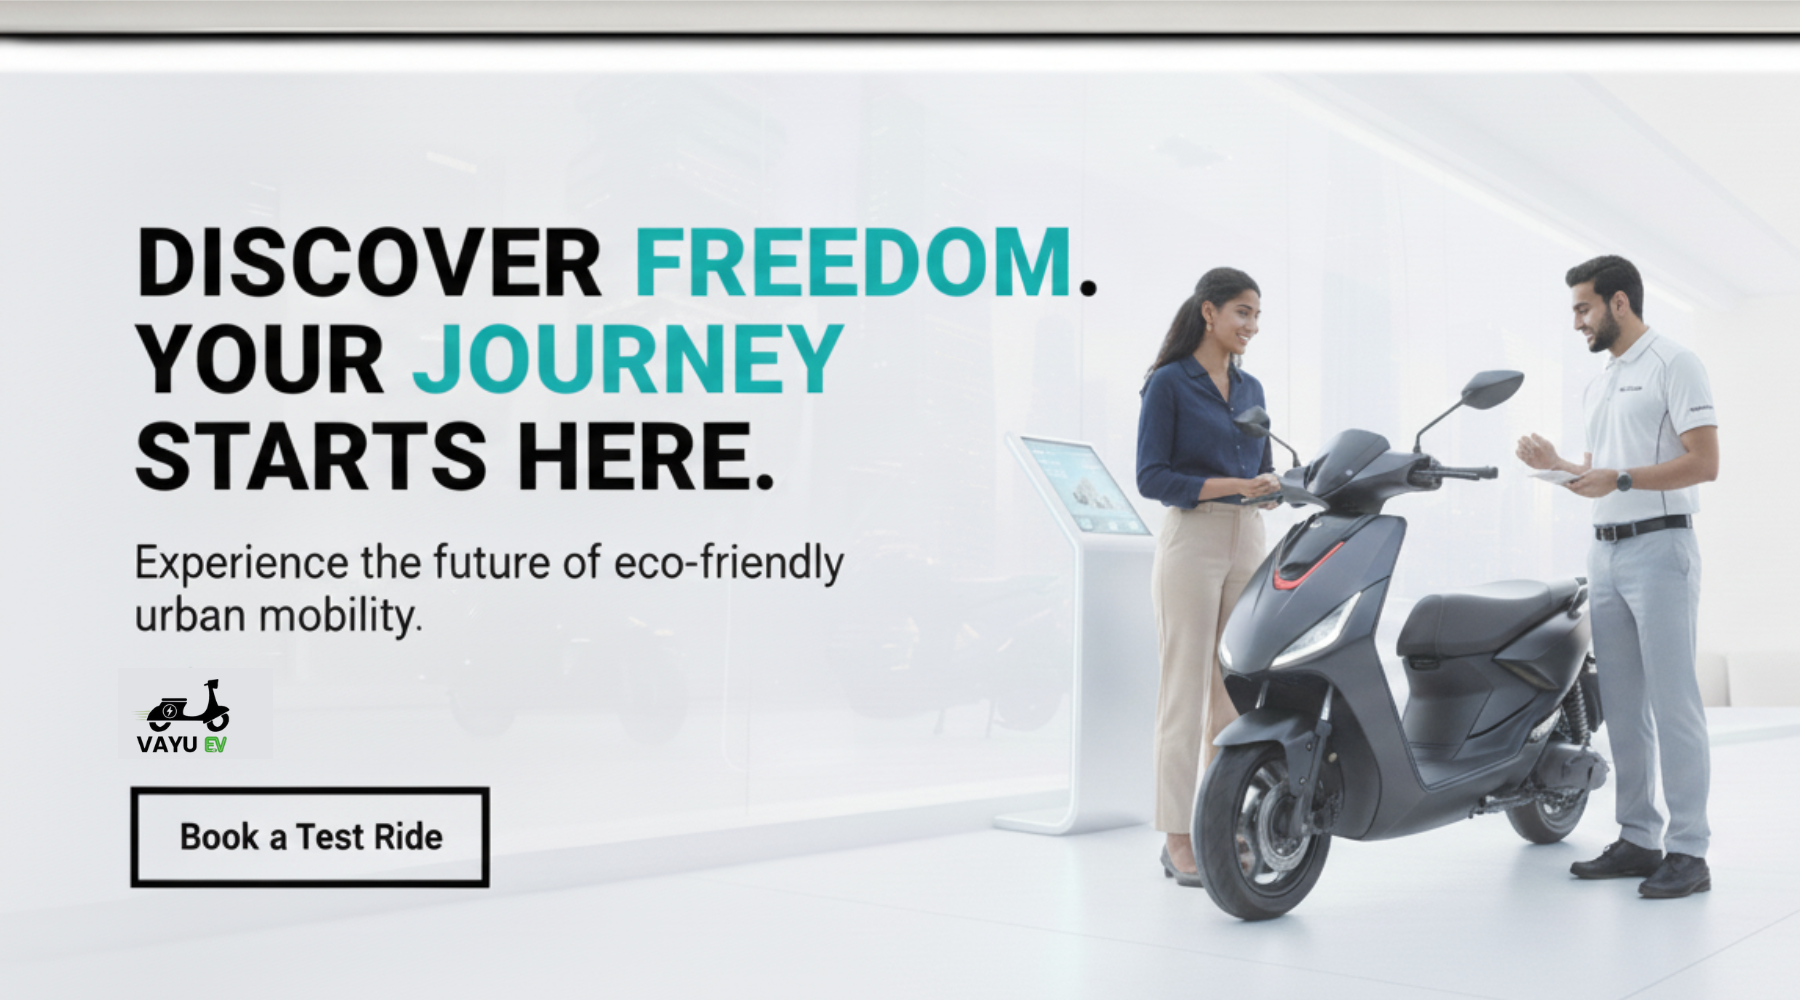 DISCOVER FREEDOM.
YOUR JOURNEY
STARTS HERE.
Experience the future of eco-friendly
urban mobility.
VAYU EV
Book a Test Ride